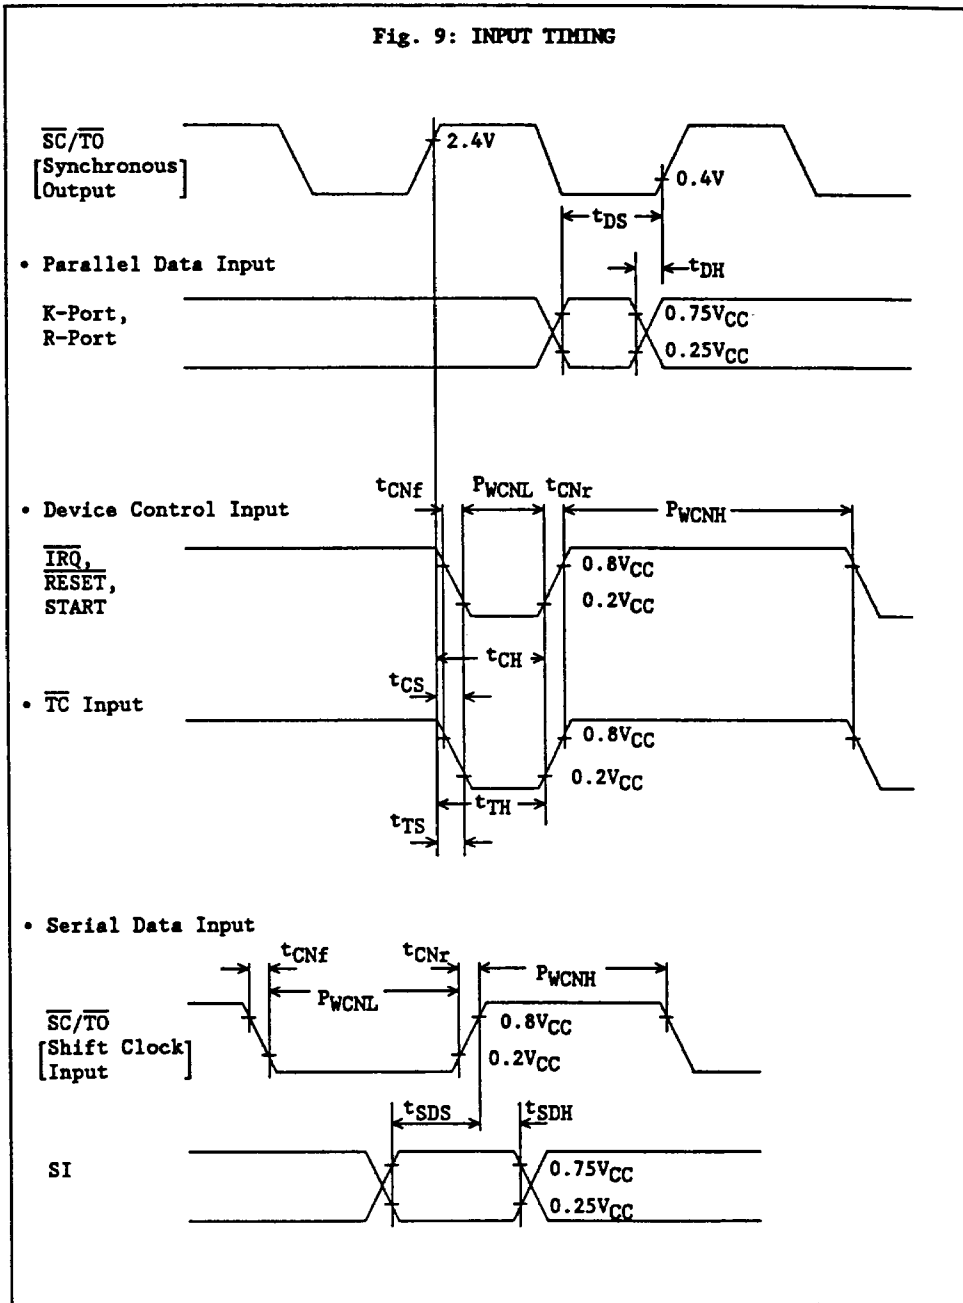 Fig. 9: INPUT TIMING
SC/TO
[Synchronous
Output]
2.4V
0.4V
tDS
• Parallel Data Input
tDH
K-Port,
R-Port
0.75VCC
0.25VCC
tCNf PWCNL tCNr
• Device Control Input
PWCNH
IRQ,
RESET,
START
0.8VCC
0.2VCC
tCH
tCS
• TC Input
0.8VCC
0.2VCC
tTH
tTS
• Serial Data Input
tCNf tCNr
PWCNL PWCNH
SC/TO
[Shift Clock
Input]
0.8VCC
0.2VCC
tSDS tSDH
SI
0.75VCC
0.25VCC